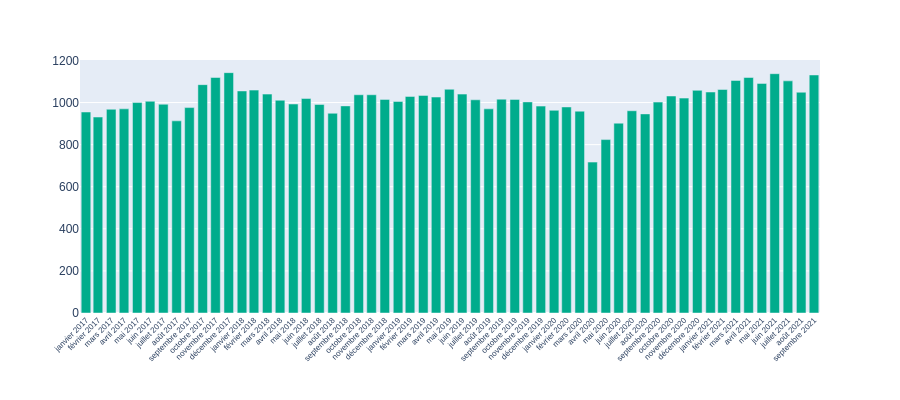 1200
1000
800
600
400
200
0
janvier 2017
février 2017
mars 2017
avril 2017
mai 2017
juin 2017
juillet 2017
août 2017
septembre 2017
octobre 2017
novembre 2017
décembre 2017
janvier 2018
février 2018
mars 2018
avril 2018
mai 2018
juin 2018
juillet 2018
août 2018
septembre 2018
octobre 2018
novembre 2018
décembre 2018
janvier 2019
février 2019
mars 2019
avril 2019
mai 2019
juin 2019
juillet 2019
août 2019
septembre 2019
octobre 2019
novembre 2019
décembre 2019
janvier 2020
février 2020
mars 2020
avril 2020
mai 2020
juin 2020
juillet 2020
août 2020
septembre 2020
octobre 2020
novembre 2020
décembre 2020
janvier 2021
février 2021
mars 2021
avril 2021
mai 2021
juin 2021
juillet 2021
août 2021
septembre 2021